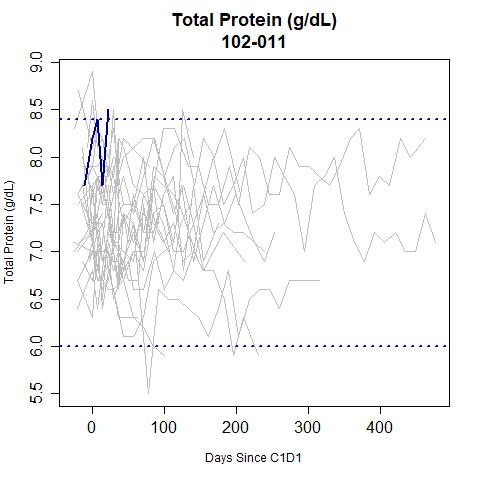 Total Protein (g/dL)
102-011
Total Protein (g/dL)
9.0
8.5
8.0
7.5
7.0
6.5
6.0
5.5
0 100 200 300 400
Days Since C1D1